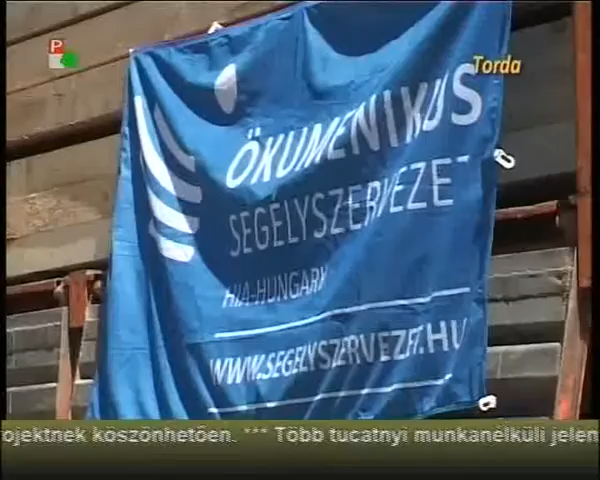 P
Torda
ÖKUMENIKUS
SEGÉLYSZERVEZET
HIA-HUNGARY
WWW.SEGELYSZERVEZET.HU
ojektnek köszönhetően. *** Több tucatnyi munkanélküli jelen